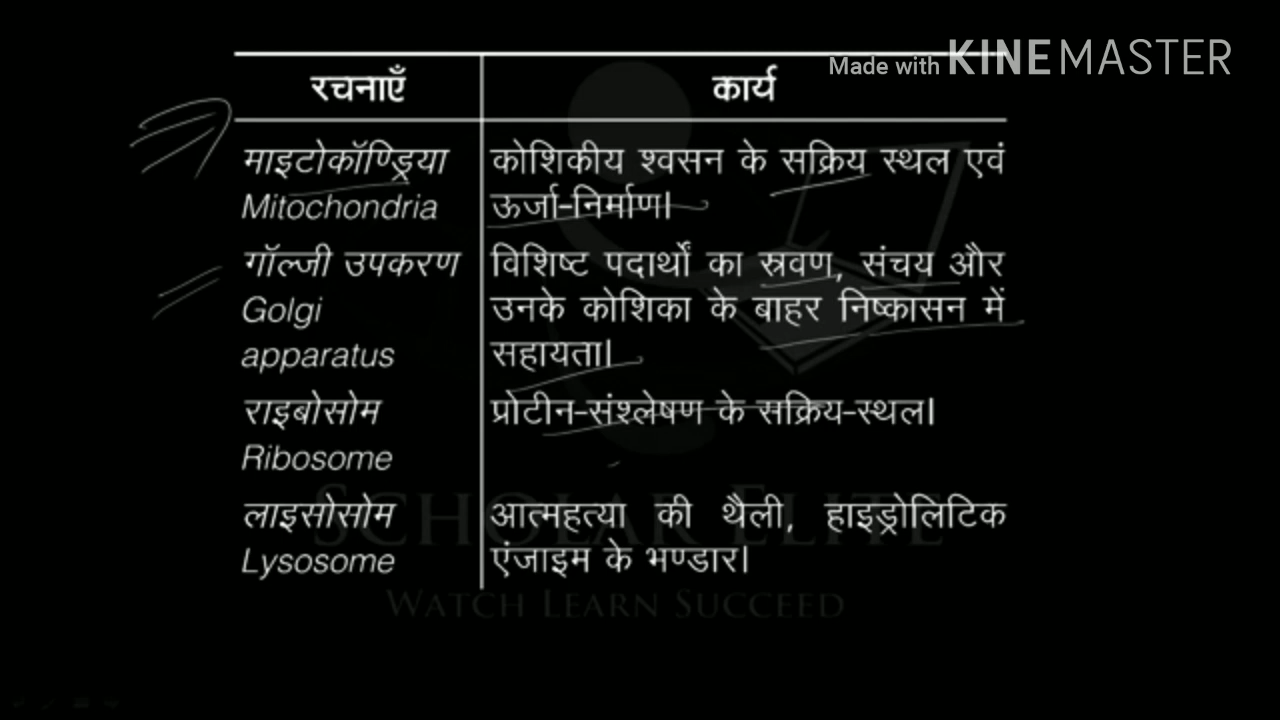 Made with KINEMASTER
रचनाएँ कार्य
माइटोकॉण्ड्रिया कोशिकीय श्वसन के सक्रिय स्थल एवं
Mitochondria ऊर्जा-निर्माण।
गॉल्जी उपकरण विशिष्ट पदार्थों का स्रवण, संचय और
Golgi उनके कोशिका के बाहर निष्कासन में
apparatus सहायता।
राइबोसोम प्रोटीन-संश्लेषण के सक्रिय-स्थल।
Ribosome
लाइसोसोम आत्महत्या की थैली, हाइड्रोलिटिक
Lysosome एंजाइम के भण्डार।
SCHOLAR ELITE
WATCH LEARN SUCCEED